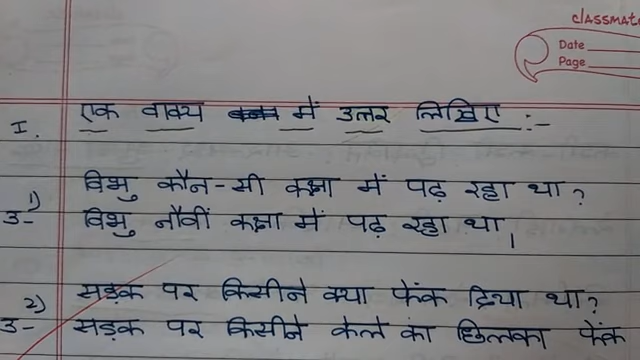 classmate
Date
Page
I. एक वाक्य में उत्तर लिखिए :-
1) विभु कौन-सी कक्षा में पढ़ रहा था?
उ- विभु नौवीं कक्षा में पढ़ रहा था।
2) सड़क पर किसीने क्या फेंक दिया था?
उ- सड़क पर किसीने केले का छिलका फेंक